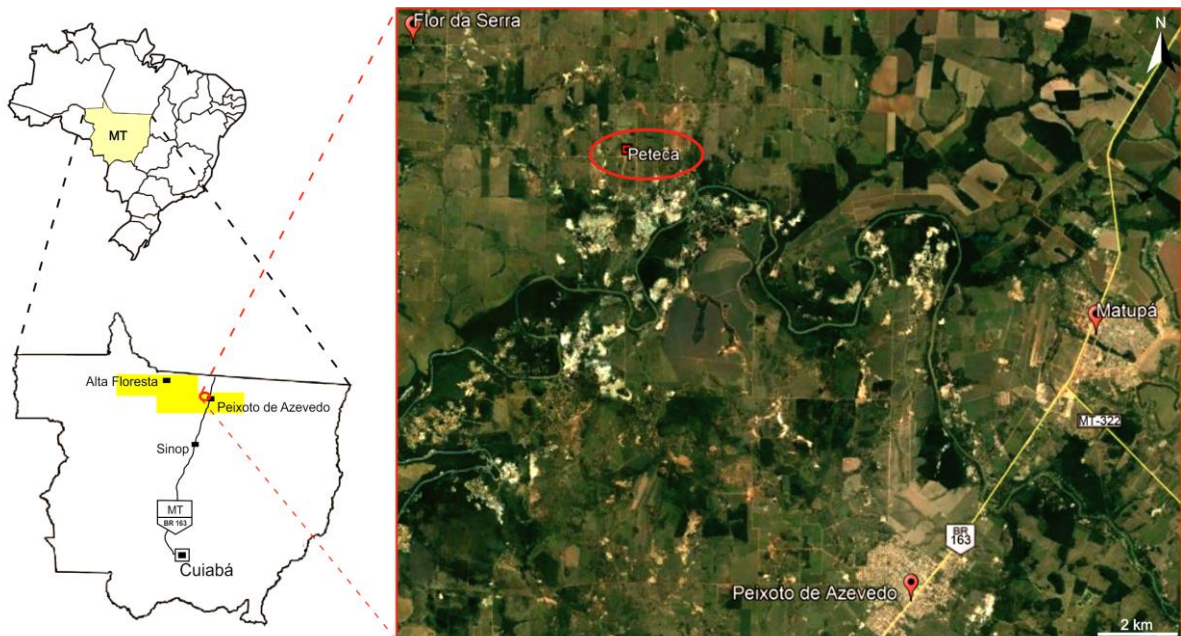 MT
Alta Floresta
Peixoto de Azevedo
Sinop
MT
BR 163
Cuiabá
Flor da Serra
N
Peteca
Matupá
MT-322
BR
163
Peixoto de Azevedo
2 km